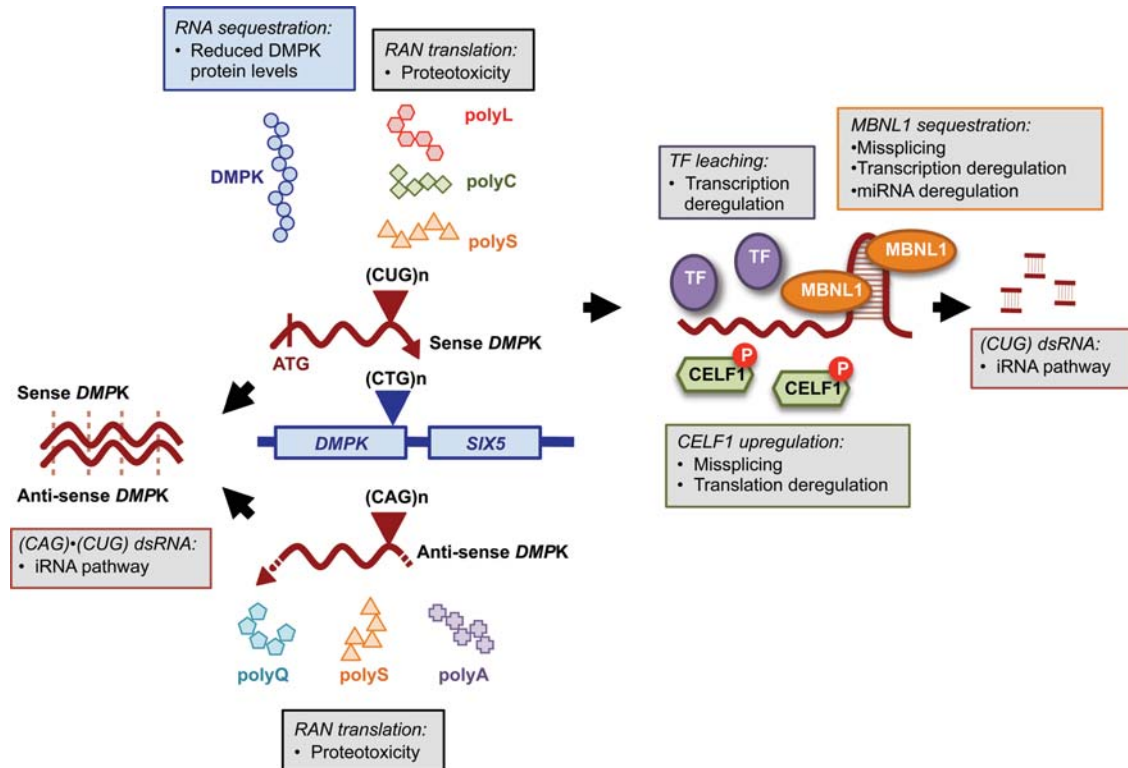 RNA sequestration:
• Reduced DMPK
protein levels
RAN translation:
• Proteotoxicity
polyL
DMPK
polyC
polyS
(CUG)n
ATG
Sense DMPK
(CTG)n
DMPK
SIX5
(CAG)n
Anti-sense DMPK
polyQ
polyS
polyA
RAN translation:
• Proteotoxicity
Sense DMPK
Anti-sense DMPK
(CAG)•(CUG) dsRNA:
• iRNA pathway
TF leaching:
• Transcription
deregulation
MBNL1 sequestration:
•Missplicing
•Transcription deregulation
•miRNA deregulation
TF
TF
MBNL1
MBNL1
P
CELF1
P
CELF1
CELF1 upregulation:
• Missplicing
• Translation deregulation
(CUG) dsRNA:
• iRNA pathway